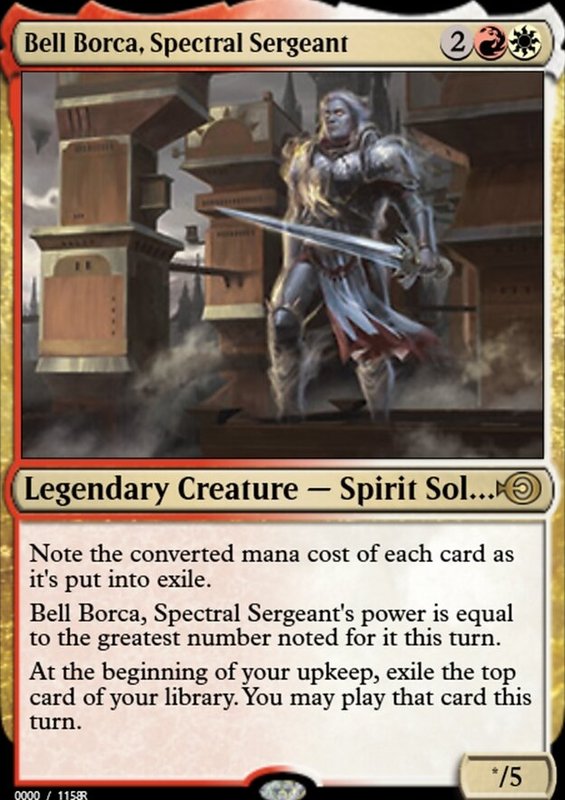 Bell Borca, Spectral Sergeant
2
Legendary Creature — Spirit Sol...
Note the converted mana cost of each card as
it's put into exile.
Bell Borca, Spectral Sergeant's power is equal
to the greatest number noted for it this turn.
At the beginning of your upkeep, exile the top
card of your library. You may play that card this
turn.
*/5
0000 / 1158R